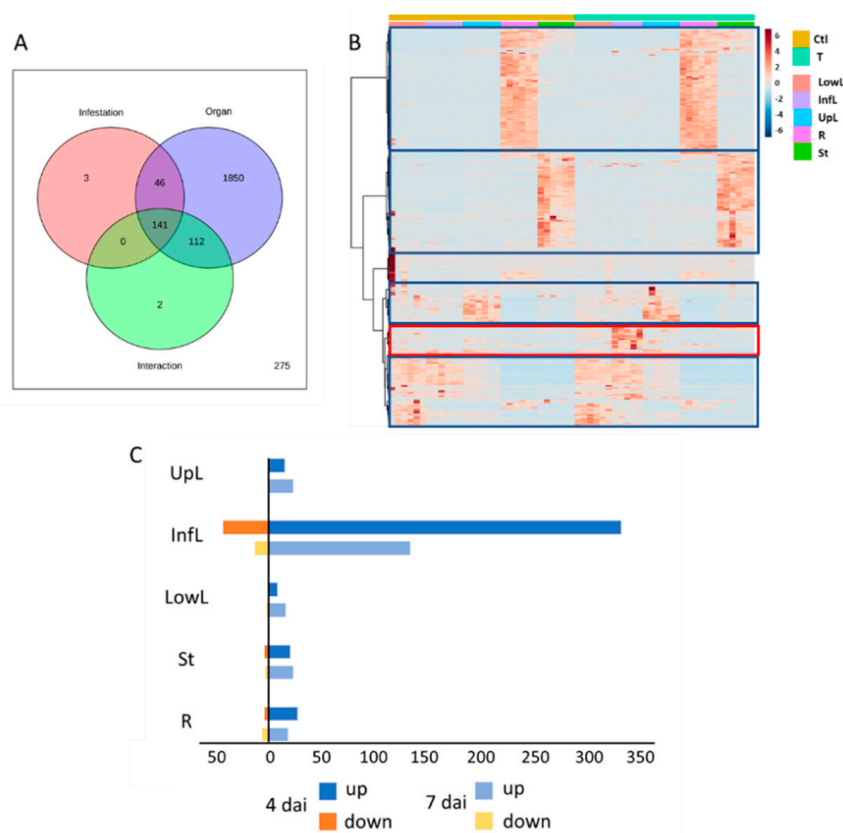 A
Infestation
Organ
3
46
1850
141
0
112
2
Interaction
275
B
6
4
2
0
-2
-4
-6
Ctl
T
LowL
InfL
UpL
R
St
C
UpL
InfL
LowL
St
R
50 0 50 100 150 200 250 300 350
4 dai up 7 dai up
down down